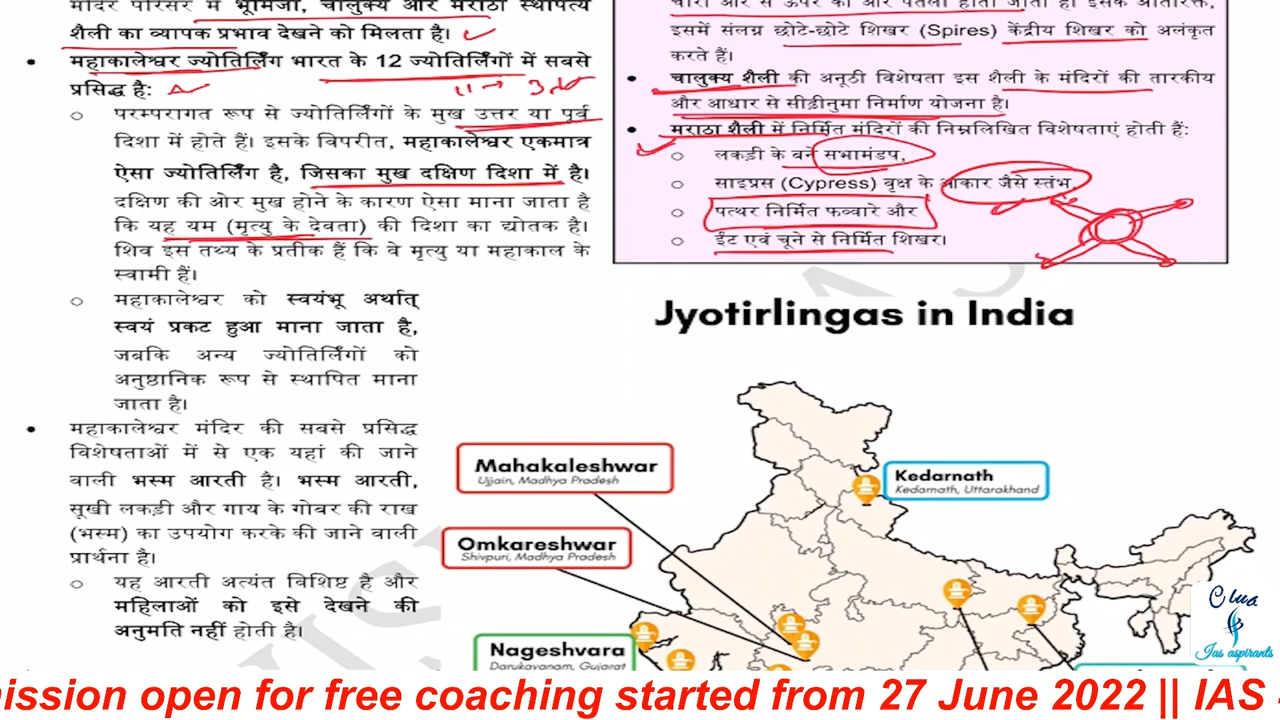 मंदिर परिसर में भूमिजा, चालुक्य और मराठा स्थापत्य
शैली का व्यापक प्रभाव देखने को मिलता है।
• महाकालेश्वर ज्योतिर्लिंग भारत के 12 ज्योतिर्लिंगों में सबसे
प्रसिद्ध है:
○ परम्परागत रूप से ज्योतिर्लिंगों के मुख उत्तर या पूर्व
दिशा में होते हैं। इसके विपरीत, महाकालेश्वर एकमात्र
ऐसा ज्योतिर्लिंग है, जिसका मुख दक्षिण दिशा में है।
दक्षिण की ओर मुख होने के कारण ऐसा माना जाता है
कि यह यम (मृत्यु के देवता) की दिशा का द्योतक है।
शिव इस तथ्य के प्रतीक हैं कि वे मृत्यु या महाकाल के
स्वामी हैं।
○ महाकालेश्वर को स्वयंभू अर्थात्
स्वयं प्रकट हुआ माना जाता है,
जबकि अन्य ज्योतिर्लिंगों को
अनुष्ठानिक रूप से स्थापित माना
जाता है।
• महाकालेश्वर मंदिर की सबसे प्रसिद्ध
विशेषताओं में से एक यहां की जाने
वाली भस्म आरती है। भस्म आरती,
सूखी लकड़ी और गाय के गोबर की राख
(भस्म) का उपयोग करके की जाने वाली
प्रार्थना है।
○ यह आरती अत्यंत विशिष्ट है और
महिलाओं को इसे देखने की
अनुमति नहीं होती है।
चारों ओर से ऊपर की ओर पतला होता जाता है। इसके अतिरिक्त,
इसमें संलग्न छोटे-छोटे शिखर (Spires) केंद्रीय शिखर को अलंकृत
करते हैं।
• चालुक्य शैली की अनूठी विशेषता इस शैली के मंदिरों की तारकीय
और आधार से सीढ़ीनुमा निर्माण योजना है।
• मराठा शैली में निर्मित मंदिरों की निम्नलिखित विशेषताएं होती हैं:
○ लकड़ी के बने सभामंडप,
○ साइप्रस (Cypress) वृक्ष के आकार जैसे स्तंभ,
○ पत्थर निर्मित फव्वारे और
○ ईंट एवं चूने से निर्मित शिखर।
Jyotirlingas in India
Mahakaleshwar
Ujjain, Madhya Pradesh
Kedarnath
Kedarnath, Uttarakhand
Omkareshwar
Shivpuri, Madhya Pradesh
Nageshvara
Darukavanam, Gujarat
Clue
Ias aspirants
ission open for free coaching started from 27 June 2022 || IAS